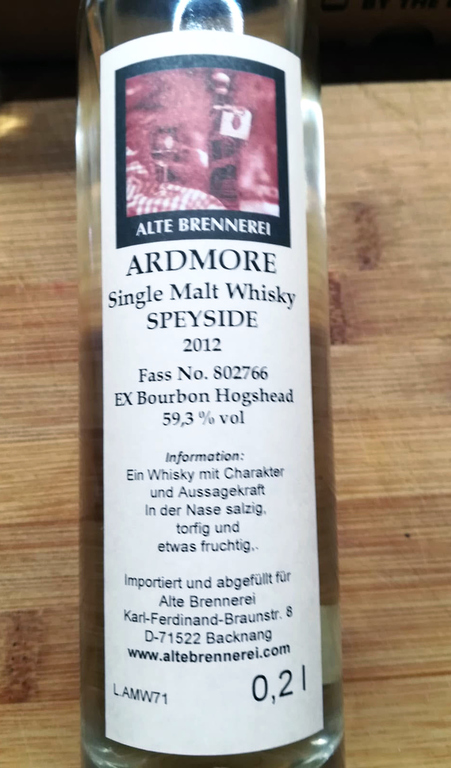 BY THE
ALTE BRENNEREI
ARDMORE
Single Malt Whisky
SPEYSIDE
2012
Fass No. 802766
EX Bourbon Hogshead
59,3 % vol
Information:
Ein Whisky mit Charakter
und Aussagekraft
In der Nase salzig,
torfig und
etwas fruchtig,.
Importiert und abgefüllt für
Alte Brennerei
Karl-Ferdinand-Braunstr. 8
D-71522 Backnang
www.altebrennerei.com
L.AMW71
0,2 l